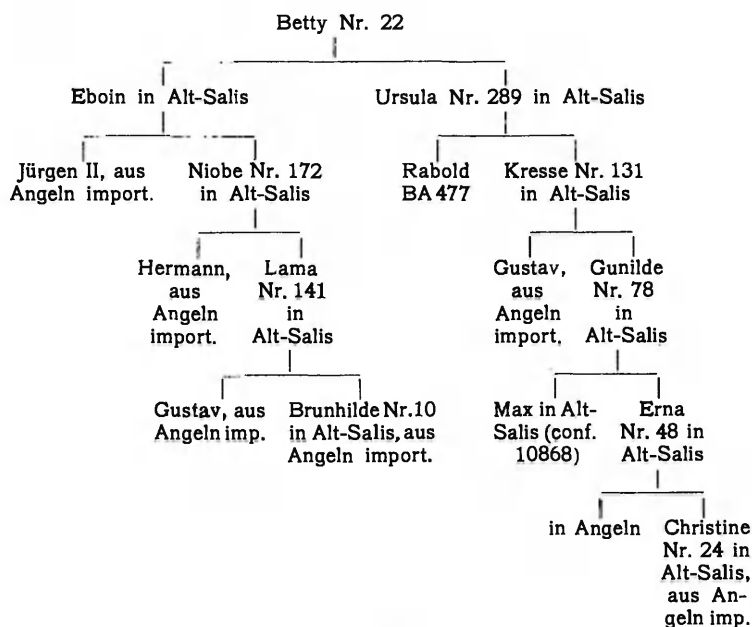 Betty Nr. 22
Eboin in Alt-Salis
Ursula Nr. 289 in Alt-Salis
Jürgen II, aus
Angeln import.
Niobe Nr. 172
in Alt-Salis
Rabold
BA 477
Kresse Nr. 131
in Alt-Salis
Hermann,
aus
Angeln
import.
Lama
Nr. 141
in
Alt-Salis
Gustav,
aus
Angeln
import.
Gunilde
Nr. 78
in
Alt-Salis
Gustav, aus
Angeln imp.
Brunhilde Nr. 10
in Alt-Salis, aus
Angeln import.
Max in Alt-
Salis (conf.
10868)
Erna
Nr. 48 in
Alt-Salis
in Angeln
Christine
Nr. 24 in
Alt-Salis,
aus An-
geln imp.